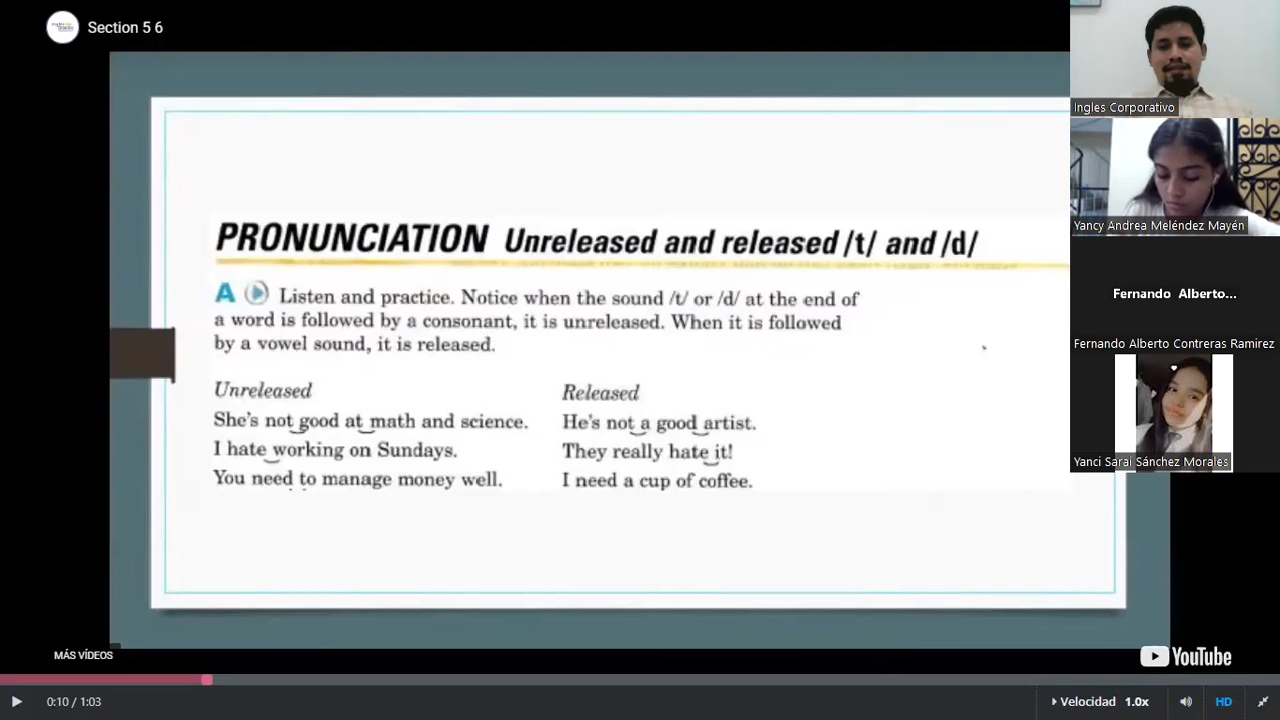 Section 5 6
PRONUNCIATION Unreleased and released /t/ and /d/
A Listen and practice. Notice when the sound /t/ or /d/ at the end of
a word is followed by a consonant, it is unreleased. When it is followed
by a vowel sound, it is released.
Unreleased
She's not good at math and science.
I hate working on Sundays.
You need to manage money well.
Released
He's not a good artist.
They really hate it!
I need a cup of coffee.
Ingles Corporativo
Yancy Andrea Meléndez Mayén
Fernando Alberto...
Fernando Alberto Contreras Ramirez
Yanci Sarai Sánchez Morales
MÁS VÍDEOS
YouTube
0:10 / 1:03
Velocidad 1.0x
HD